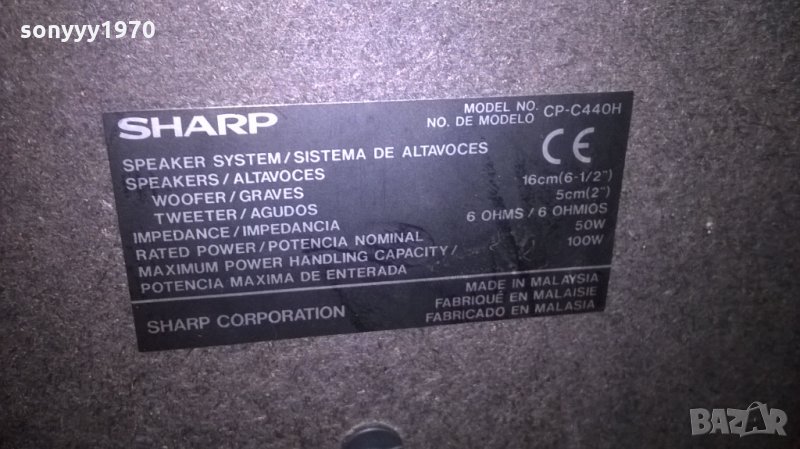 sonyyy1970
SHARP
MODEL NO. CP-C440H
NO. DE MODELO
SPEAKER SYSTEM/SISTEMA DE ALTAVOCES
CE
SPEAKERS/ALTAVOCES
WOOFER/GRAVES 16cm(6-1/2")
TWEETER/AGUDOS 5cm(2")
IMPEDANCE/IMPEDANCIA 6 OHMS/6 OHMIOS
RATED POWER/POTENCIA NOMINAL 50W
MAXIMUM POWER HANDLING CAPACITY/ 100W
POTENCIA MAXIMA DE ENTERADA
SHARP CORPORATION
MADE IN MALAYSIA
FABRIQUÉ EN MALAISIE
FABRICADO EN MALASIA
BAZAR